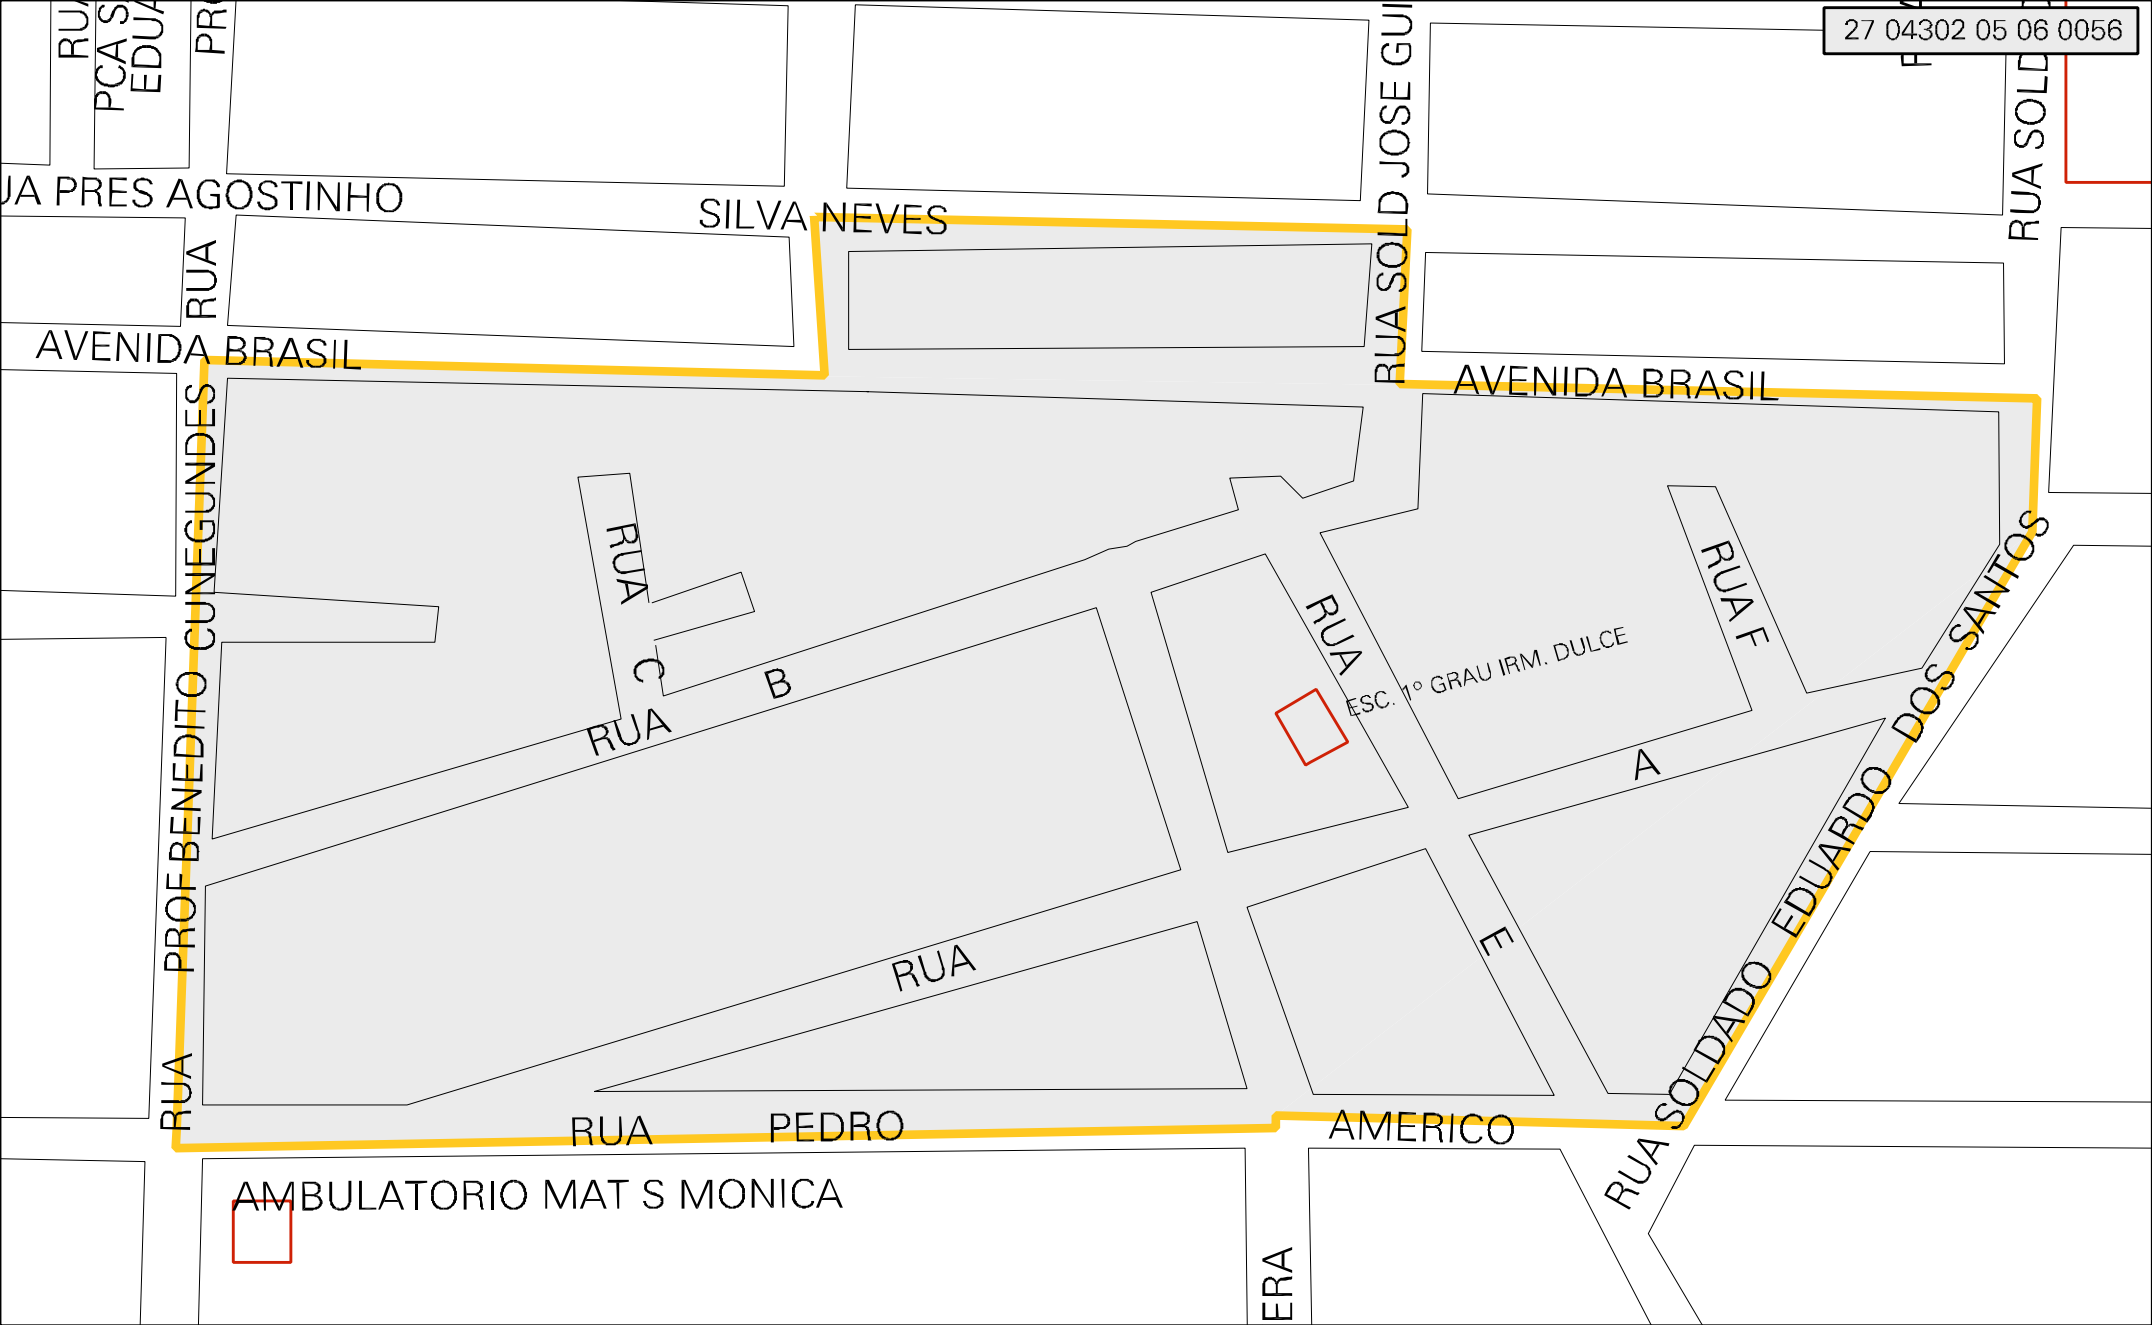 27 04302 05 06 0056
RUA
PCA S
EDUA
RUA SOLD JOSE GUI
RUA SOLD
UA PRES AGOSTINHO
SILVA NEVES
RUA
AVENIDA BRASIL
AVENIDA BRASIL
RUA PROF BENEDITO CUNEGUNDES
RUA C
RUA B
RUA E
ESC. 1º GRAU IRM. DULCE
RUA F
RUA A
RUA SOLDADO EDUARDO DOS SANTOS
RUA PEDRO AMERICO
AMBULATORIO MAT S MONICA
ERA